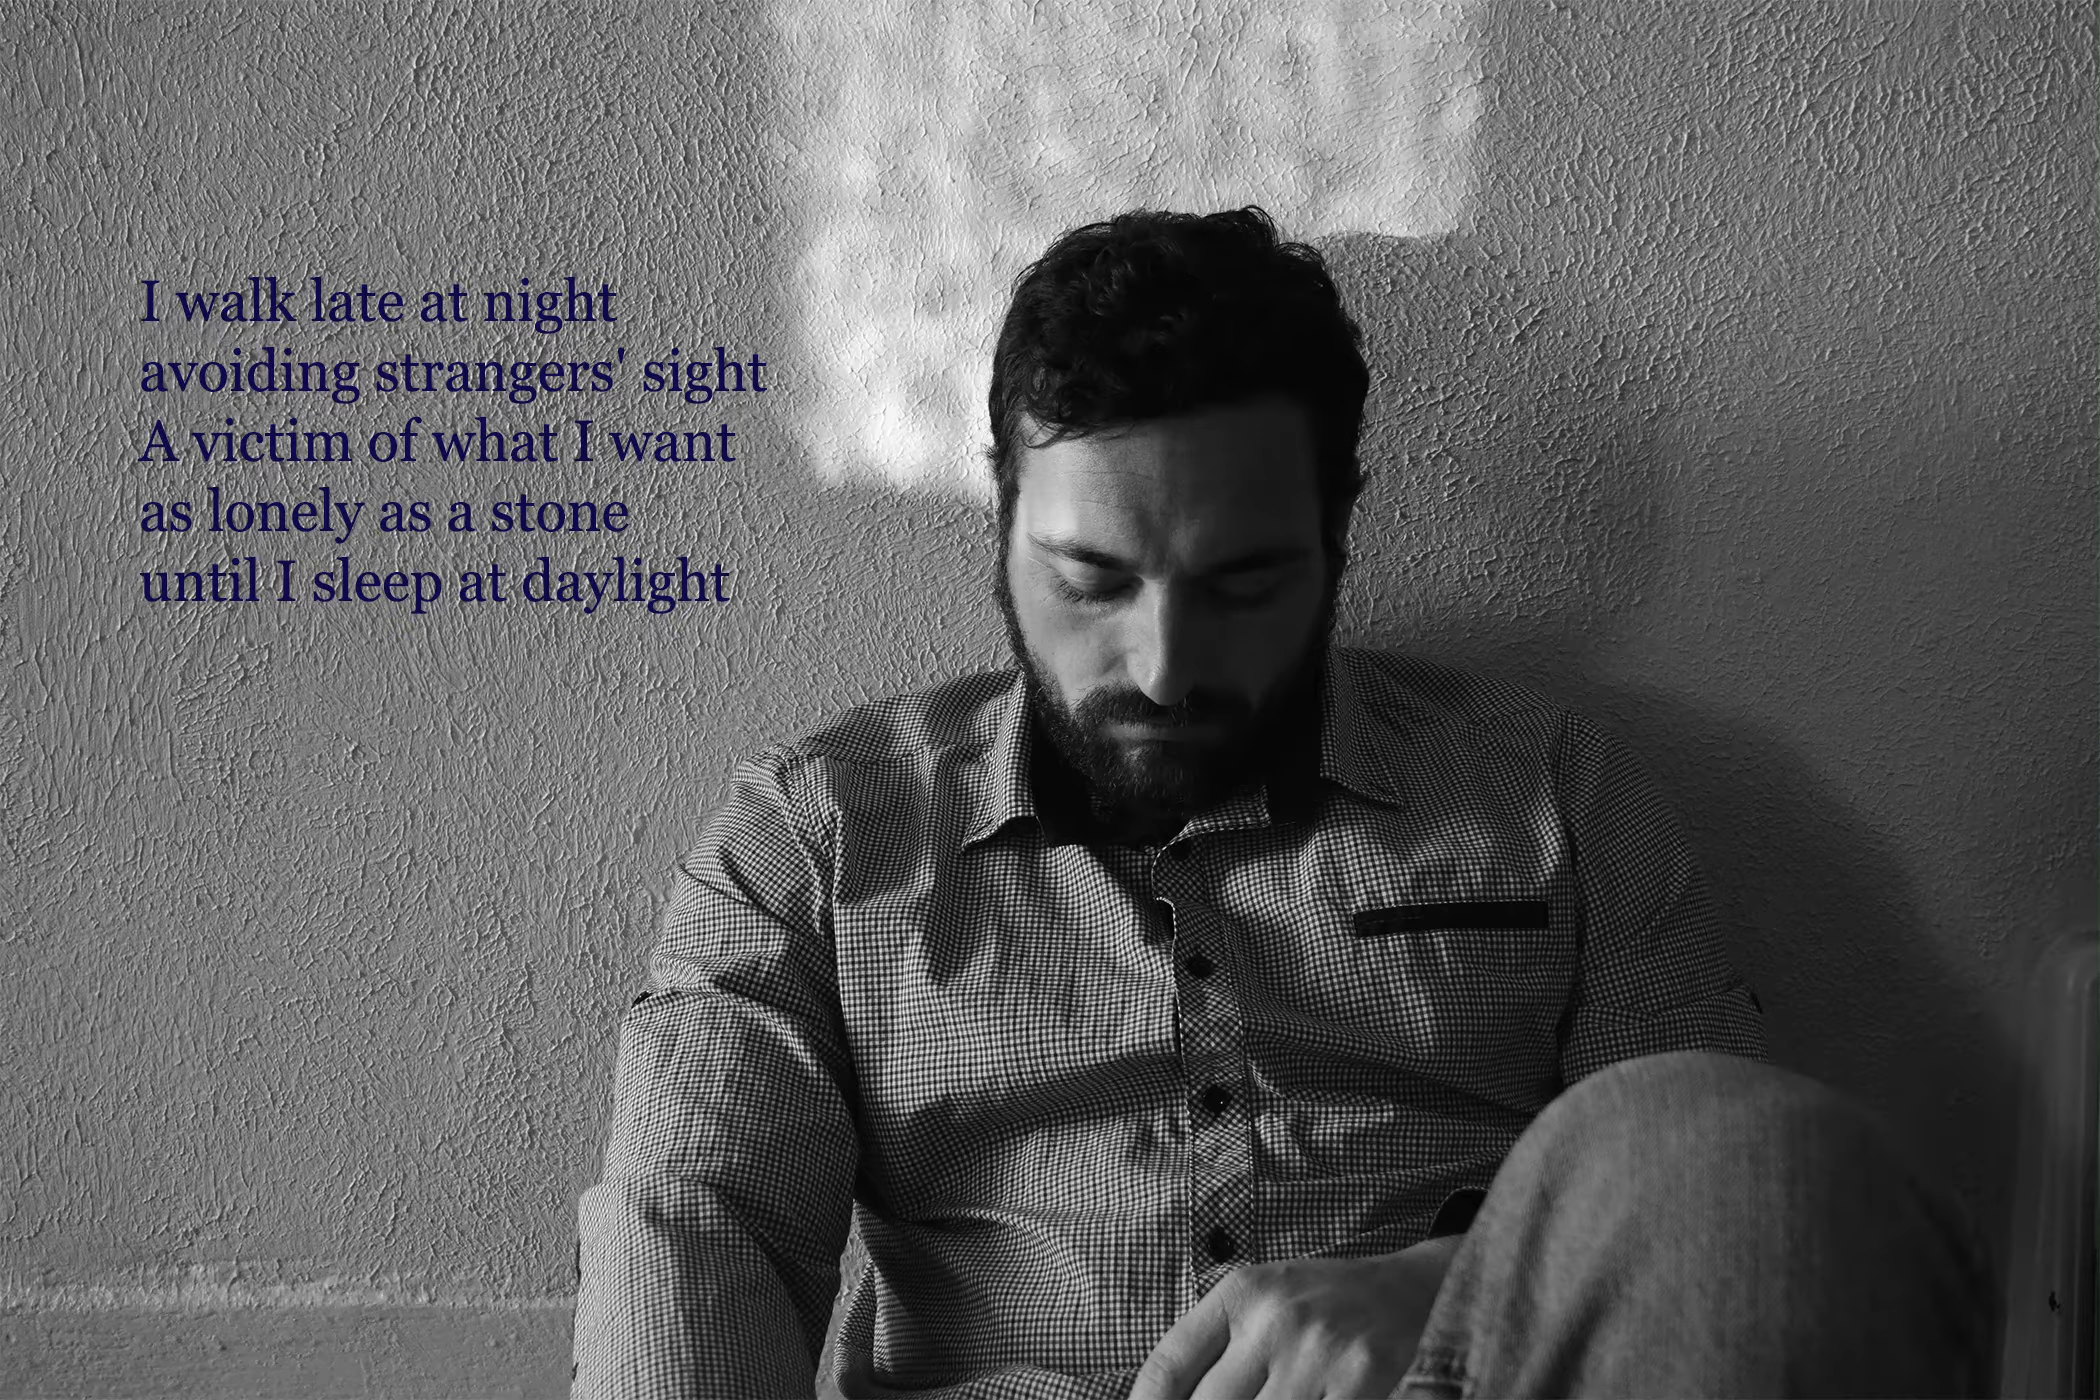 I walk late at night
avoiding strangers' sight
A victim of what I want
as lonely as a stone
until I sleep at daylight